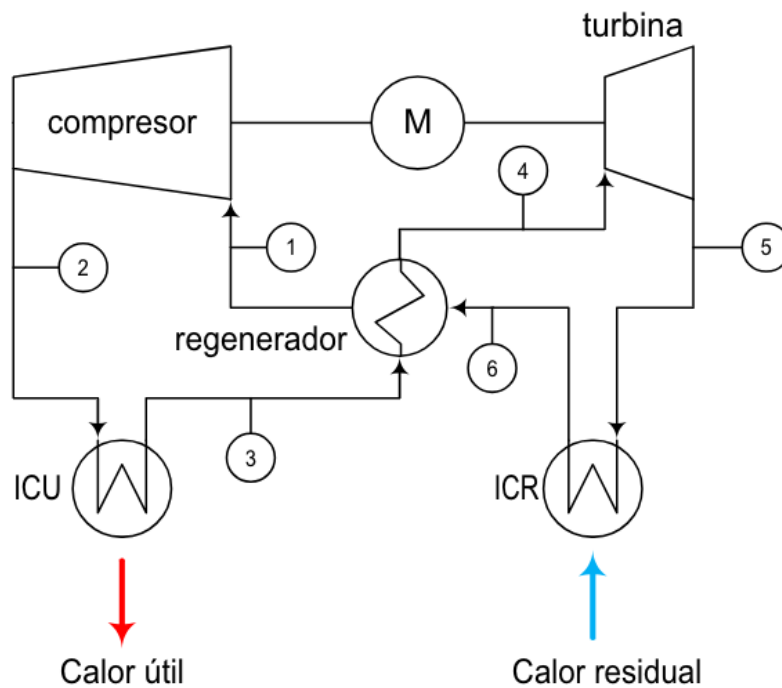 turbina
compresor
M
4
1
2
5
regenerador
6
3
ICU
ICR
Calor útil
Calor residual